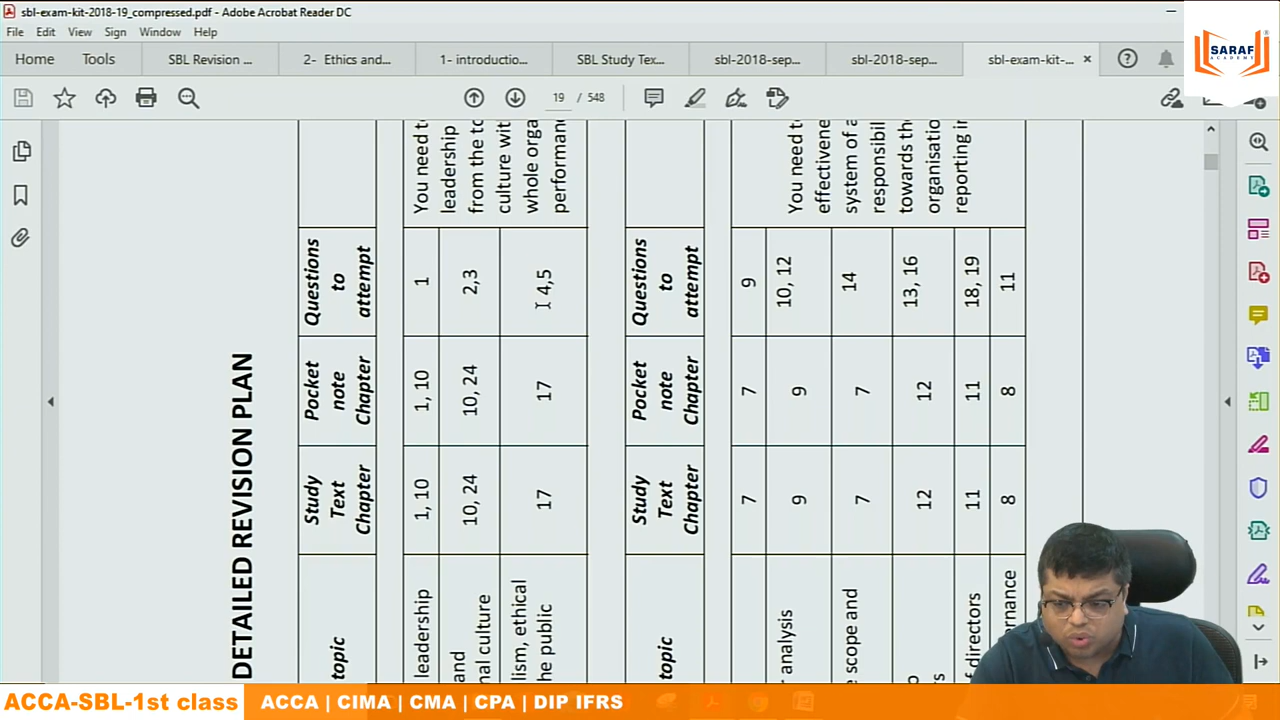 sbl-exam-kit-2018-19_compressed.pdf - Adobe Acrobat Reader DC
File Edit View Sign Window Help
Home Tools SBL Revision ... 2- Ethics and... 1- introductio... SBL Study Tex... sbl-2018-sep... sbl-2018-sep... sbl-exam-kit-... ×
SARAF
ACADEMY
19 / 548
DETAILED REVISION PLAN
topic
Study Text Chapter
Pocket note Chapter
Questions to attempt
leadership
1, 10
1, 10
1
and
nal culture
10, 24
10, 24
2,3
lism, ethical
he public
17
17
4,5
You need t
leadership
from the to
culture wit
whole orga
performan
topic
Study Text Chapter
Pocket note Chapter
Questions to attempt
7
7
9
analysis
9
9
10, 12
e scope and
7
7
14
12
12
13, 16
directors
11
11
18, 19
ernance
8
8
11
You need t
effectivene
system of a
responsibil
towards th
organisatio
reporting i
ACCA-SBL-1st class
ACCA | CIMA | CMA | CPA | DIP IFRS